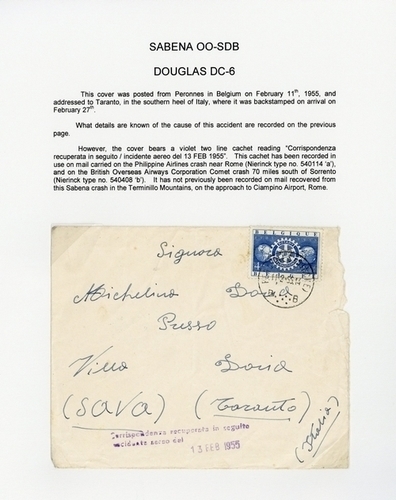 SABENA OO-SDB
DOUGLAS DC-6
This cover was posted from Peronnes in Belgium on February 11th, 1955, and
addressed to Taranto, in the southern heel of Italy, where it was backstamped on arrival on
February 27th.
What details are known of the cause of this accident are recorded on the previous
page.
However, the cover bears a violet two line cachet reading "Corrispondenza
recuperata in seguito / incidente aereo del 13 FEB 1955". This cachet has been recorded in
use on mail carried on the Philippine Airlines crash near Rome (Nierinck type no. 540114 'a'),
and on the British Overseas Airways Corporation Comet crash 70 miles south of Sorrento
(Nierinck type no. 540408 'b'). It has not previously been recorded on mail recovered from
this Sabena crash in the Terminillo Mountains, on the approach to Ciampino Airport, Rome.
BELGIQUE
Signora
Michelina Doria
Presso
Villa Doria
(SAVA) (Taranto)
(Italia)
Corrispondenza recuperata in seguito
incidente aereo del 13 FEB 1955